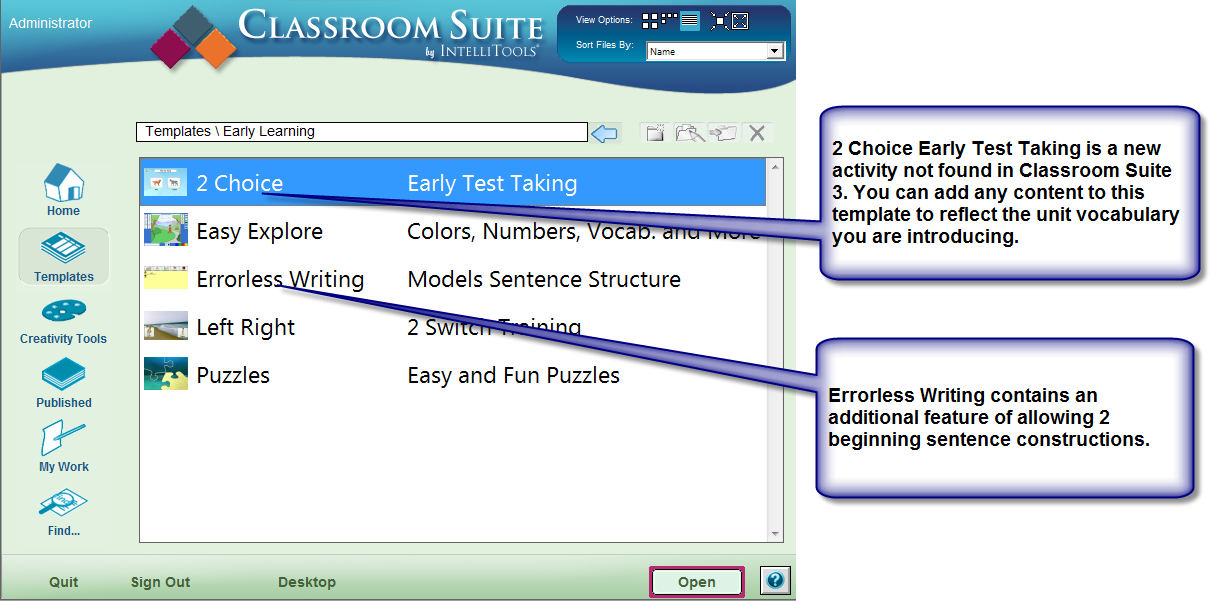 Administrator
CLASSROOM SUITE
by INTELLITOOLS®
View Options:
Sort Files By:
Name
Templates \ Early Learning
Home
Templates
Creativity Tools
Published
My Work
Find...
2 Choice Early Test Taking
Easy Explore Colors, Numbers, Vocab. and More
Errorless Writing Models Sentence Structure
Left Right 2 Switch Training
Puzzles Easy and Fun Puzzles
2 Choice Early Test Taking is a new
activity not found in Classroom Suite
3. You can add any content to this
template to reflect the unit vocabulary
you are introducing.
Errorless Writing contains an
additional feature of allowing 2
beginning sentence constructions.
Quit Sign Out Desktop Open ?